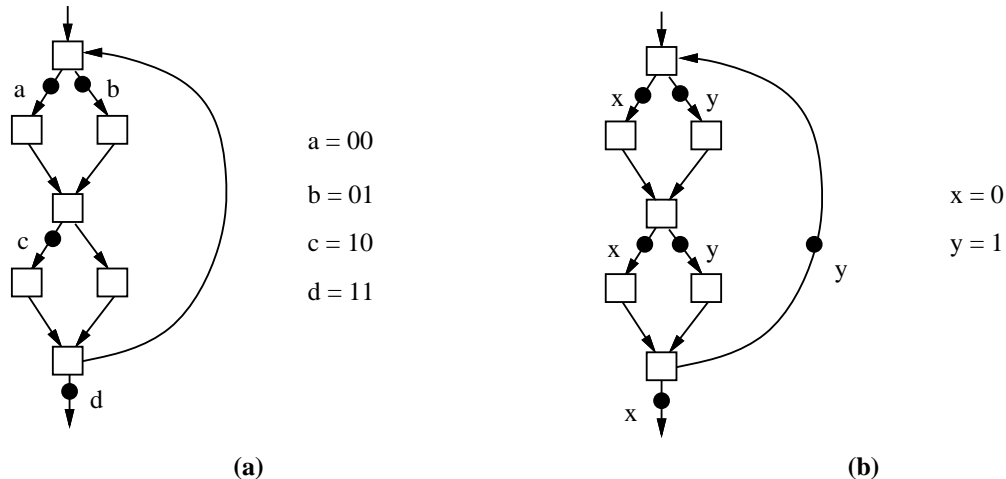 a
b
c
d
a = 00
b = 01
c = 10
d = 11
(a)
x
y
x
y
y
x
x = 0
y = 1
(b)